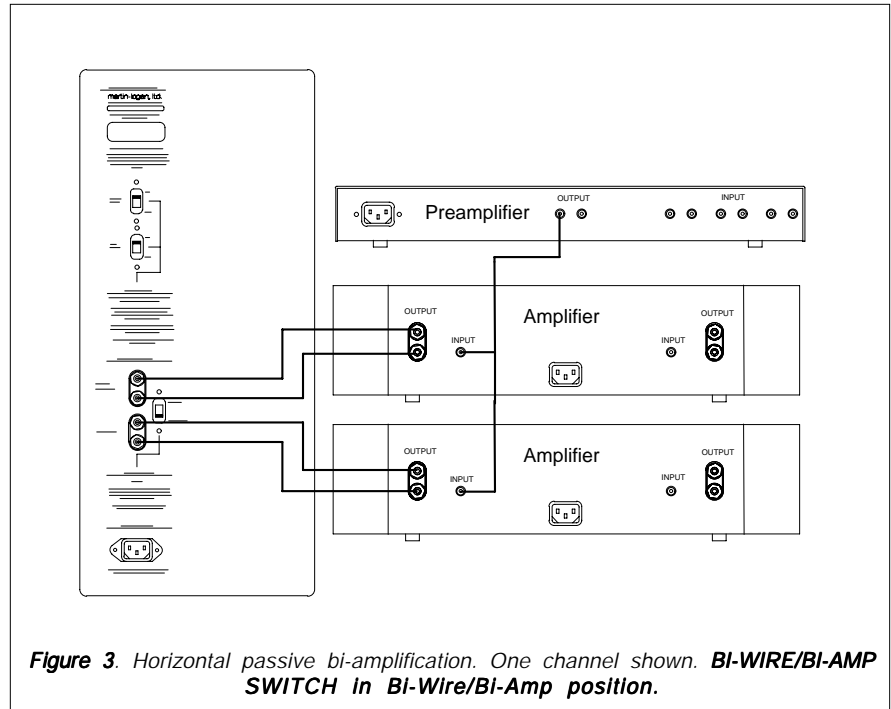 martin-logan, ltd.
OUTPUT
INPUT
Preamplifier
OUTPUT
Amplifier
OUTPUT
INPUT
INPUT
OUTPUT
Amplifier
OUTPUT
INPUT
INPUT
Figure 3. Horizontal passive bi-amplification. One channel shown. BI-WIRE/BI-AMP
SWITCH in Bi-Wire/Bi-Amp position.